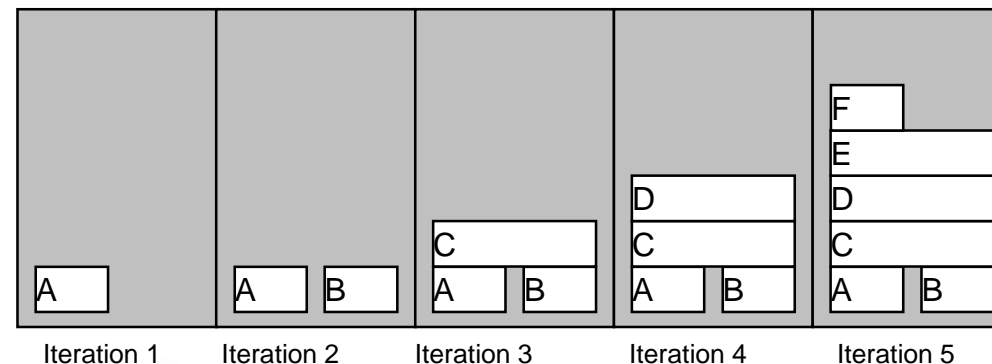 F
E
D D
C C C
A A B A B A B A B
Iteration 1 Iteration 2 Iteration 3 Iteration 4 Iteration 5